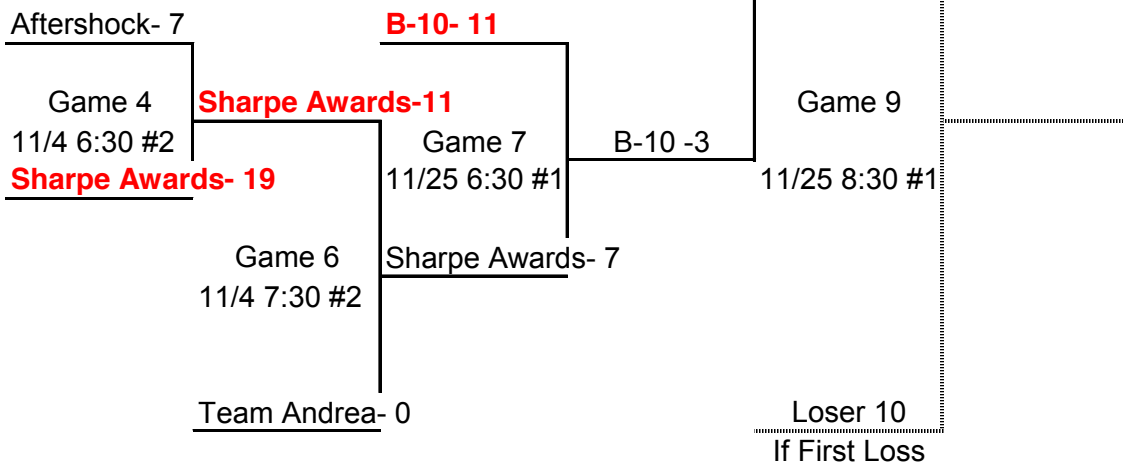 Aftershock- 7
B-10- 11
Game 4
Sharpe Awards-11
Game 9
11/4 6:30 #2
Game 7
B-10 -3
Sharpe Awards- 19
11/25 6:30 #1
11/25 8:30 #1
Game 6
Sharpe Awards- 7
11/4 7:30 #2
Team Andrea- 0
Loser 10
If First Loss